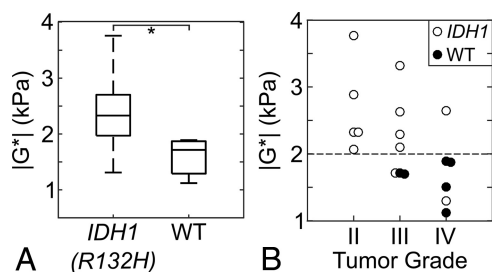 4
3
2
1
|G*| (kPa)
*
IDH1
(R132H)
WT
A
4
3
2
1
|G*| (kPa)
IDH1
WT
II III IV
Tumor Grade
B